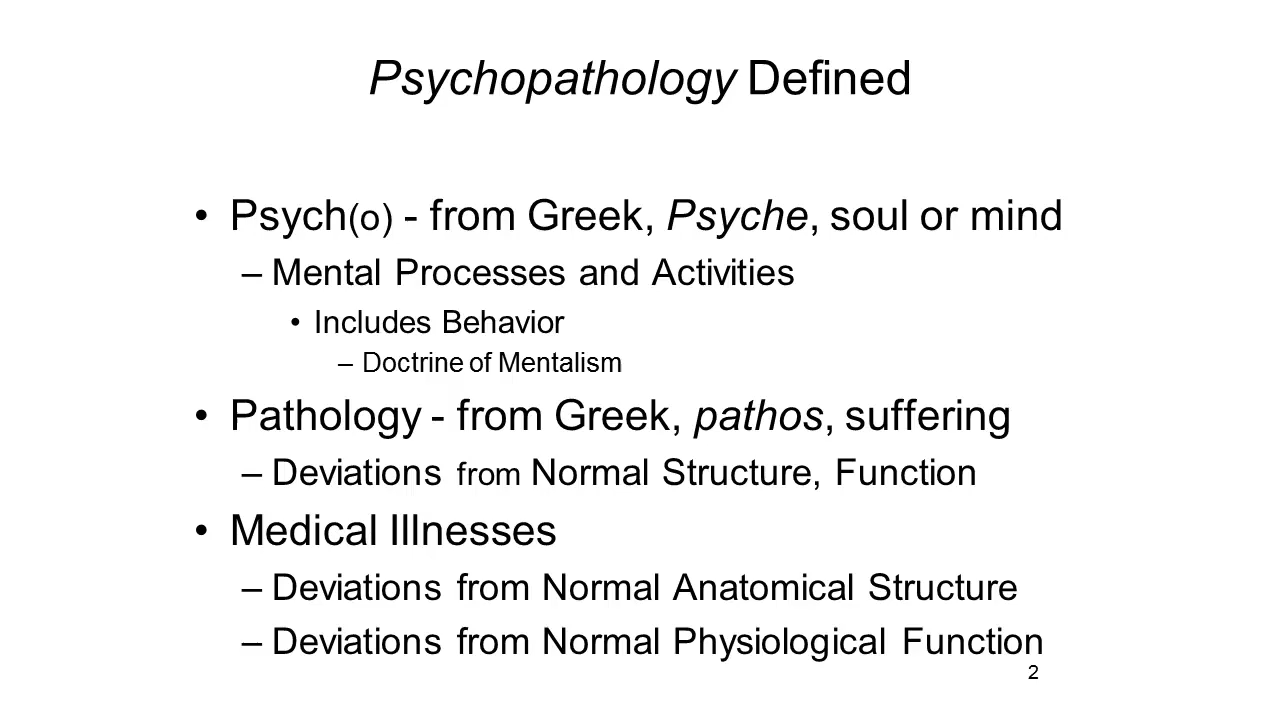 Psychopathology Defined
• Psych(o) - from Greek, Psyche, soul or mind
– Mental Processes and Activities
• Includes Behavior
– Doctrine of Mentalism
• Pathology - from Greek, pathos, suffering
– Deviations from Normal Structure, Function
• Medical Illnesses
– Deviations from Normal Anatomical Structure
– Deviations from Normal Physiological Function
2